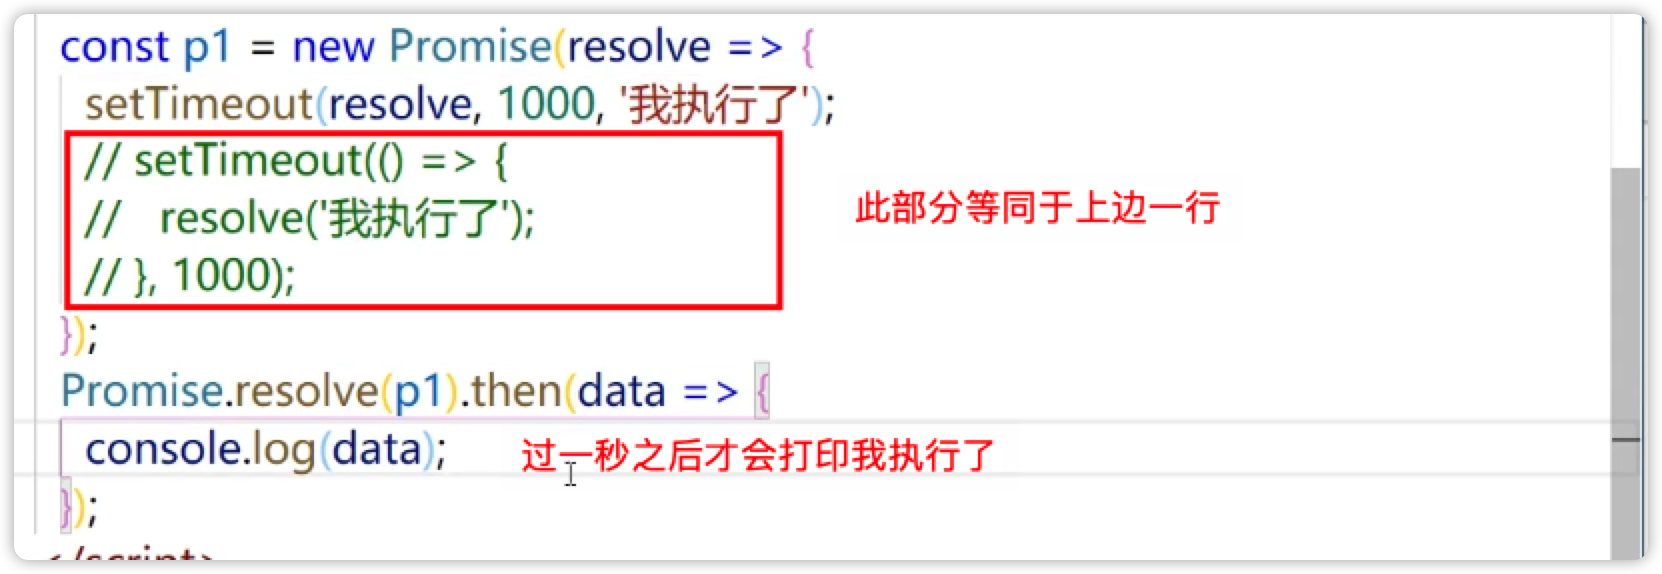 const p1 = new Promise(resolve => {
setTimeout(resolve, 1000, '我执行了');
// setTimeout(() => {
//   resolve('我执行了');
// }, 1000);
此部分等同于上边一行
});
Promise.resolve(p1).then(data => {
console.log(data);
过一秒之后才会打印我执行了
});
</script>